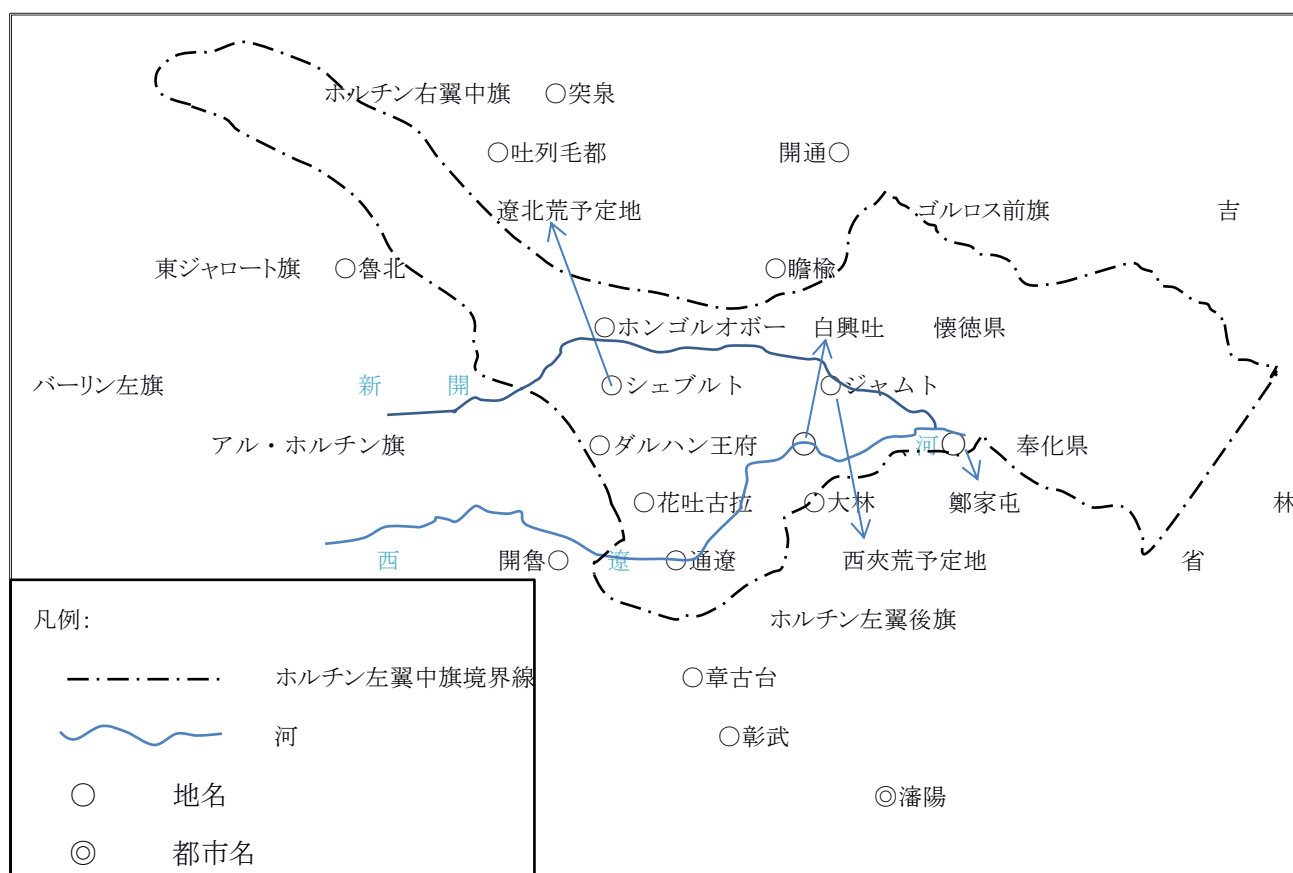 ホルチン右翼中旗 ○突泉
○吐列毛都 開通○
遼北荒予定地 ゴルロス前旗 吉
東ジャロート旗 ○魯北 ○瞻楡
○ホンゴルオボー 白興吐 懐徳県
バーリン左旗 新 開 ○シェブルト ○ジャムト
アル・ホルチン旗 ○ダルハン王府 河 奉化県
○花吐古拉 ○大林 鄭家屯 林
西 開魯○ 遼 ○通遼 西夾荒予定地 省
ホルチン左翼後旗
○章古台
○彰武
◎瀋陽
凡例:
ホルチン左翼中旗境界線
河
○ 地名
◎ 都市名